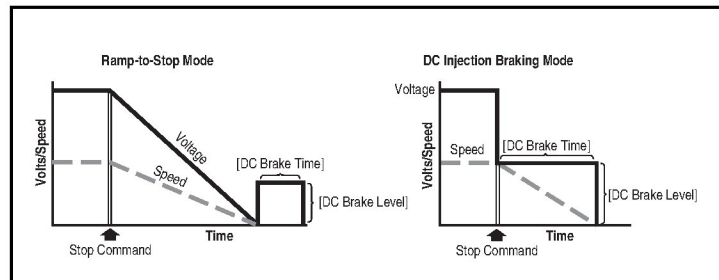 Ramp-to-Stop Mode
Volts/Speed
Voltage
Speed
[DC Brake Time]
[DC Brake Level]
Time
Stop Command
DC Injection Braking Mode
Voltage
Volts/Speed
Speed
[DC Brake Time]
[DC Brake Level]
Time
Stop Command